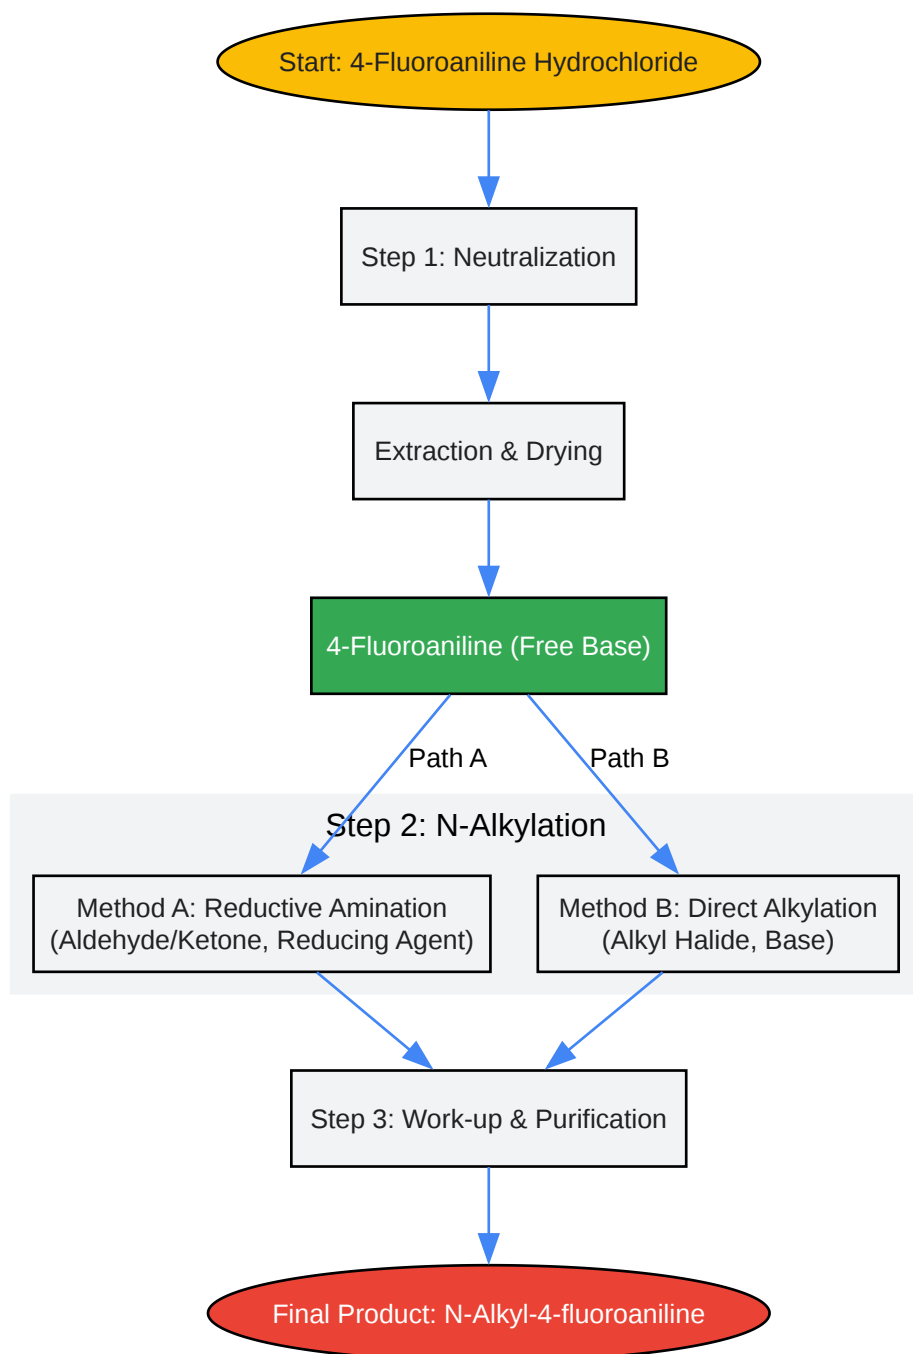 Start: 4-Fluoroaniline Hydrochloride
Step 1: Neutralization
Extraction & Drying
4-Fluoroaniline (Free Base)
Path A
Path B
Step 2: N-Alkylation
Method A: Reductive Amination
(Aldehyde/Ketone, Reducing Agent)
Method B: Direct Alkylation
(Alkyl Halide, Base)
Step 3: Work-up & Purification
Final Product: N-Alkyl-4-fluoroaniline